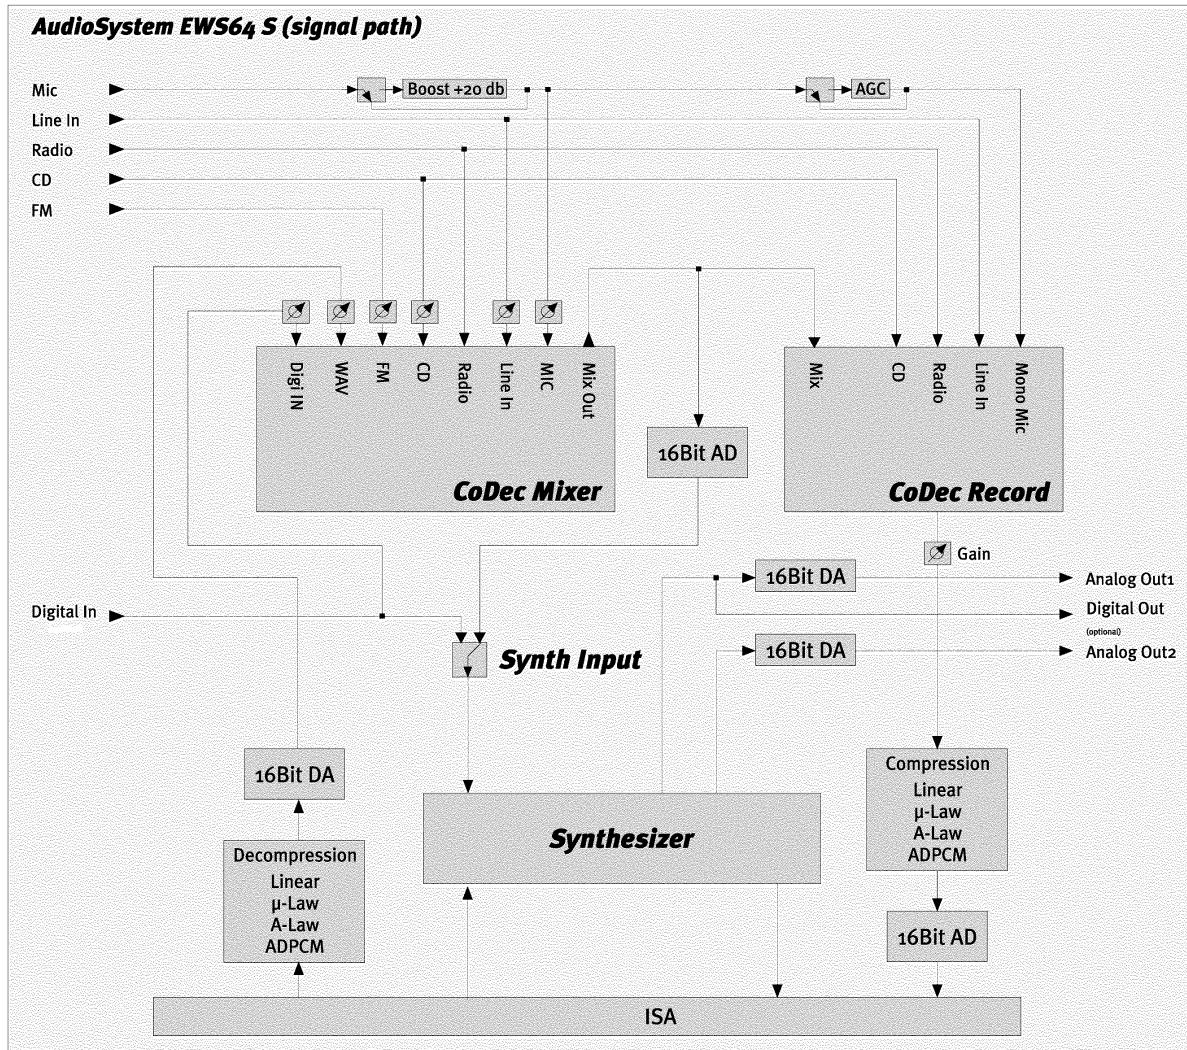 AudioSystem EWS64 S (signal path)
Mic
Boost +20 db
AGC
Line In
Radio
CD
FM
Digi IN
WAV
FM
CD
Radio
Line In
MIC
Mix Out
Mix
CD
Radio
Line In
Mono Mic
16Bit AD
CoDec Mixer
CoDec Record
Gain
16Bit DA
Analog Out1
Digital In
Digital Out
(optional)
Synth Input
16Bit DA
Analog Out2
16Bit DA
Compression
Linear
µ-Law
A-Law
ADPCM
Synthesizer
Decompression
Linear
µ-Law
A-Law
ADPCM
16Bit AD
ISA